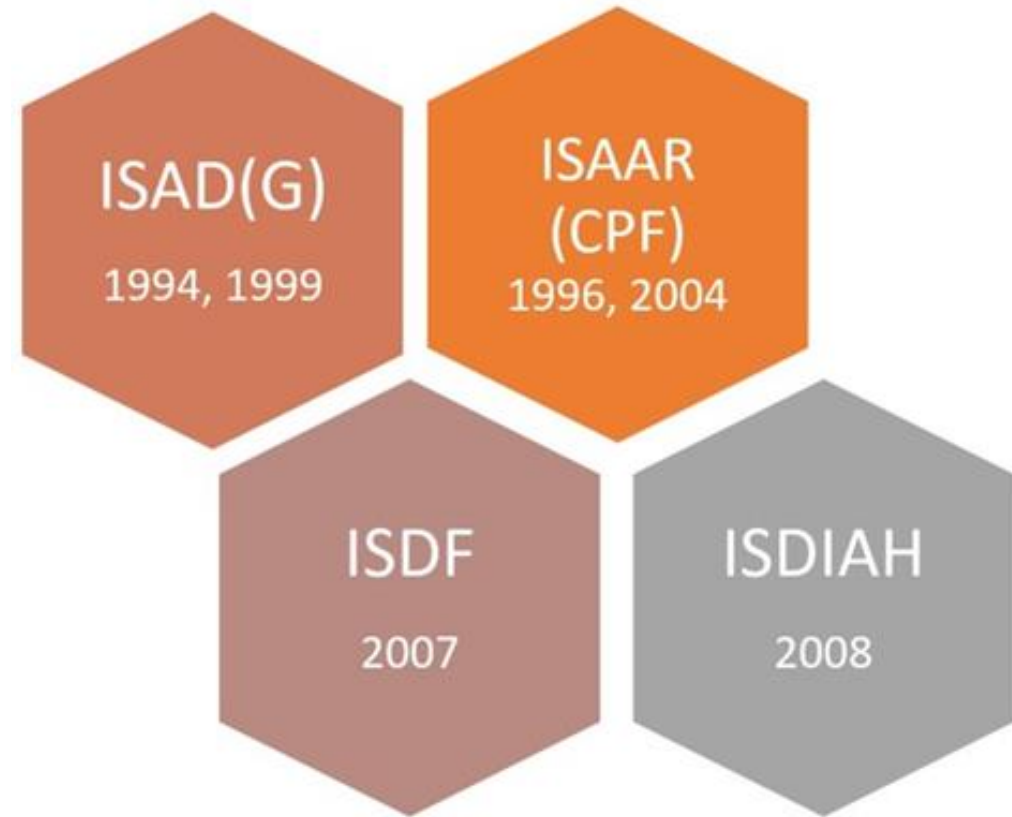 ISAD(G)
1994, 1999
ISAAR
(CPF)
1996, 2004
ISDF
2007
ISDIAH
2008